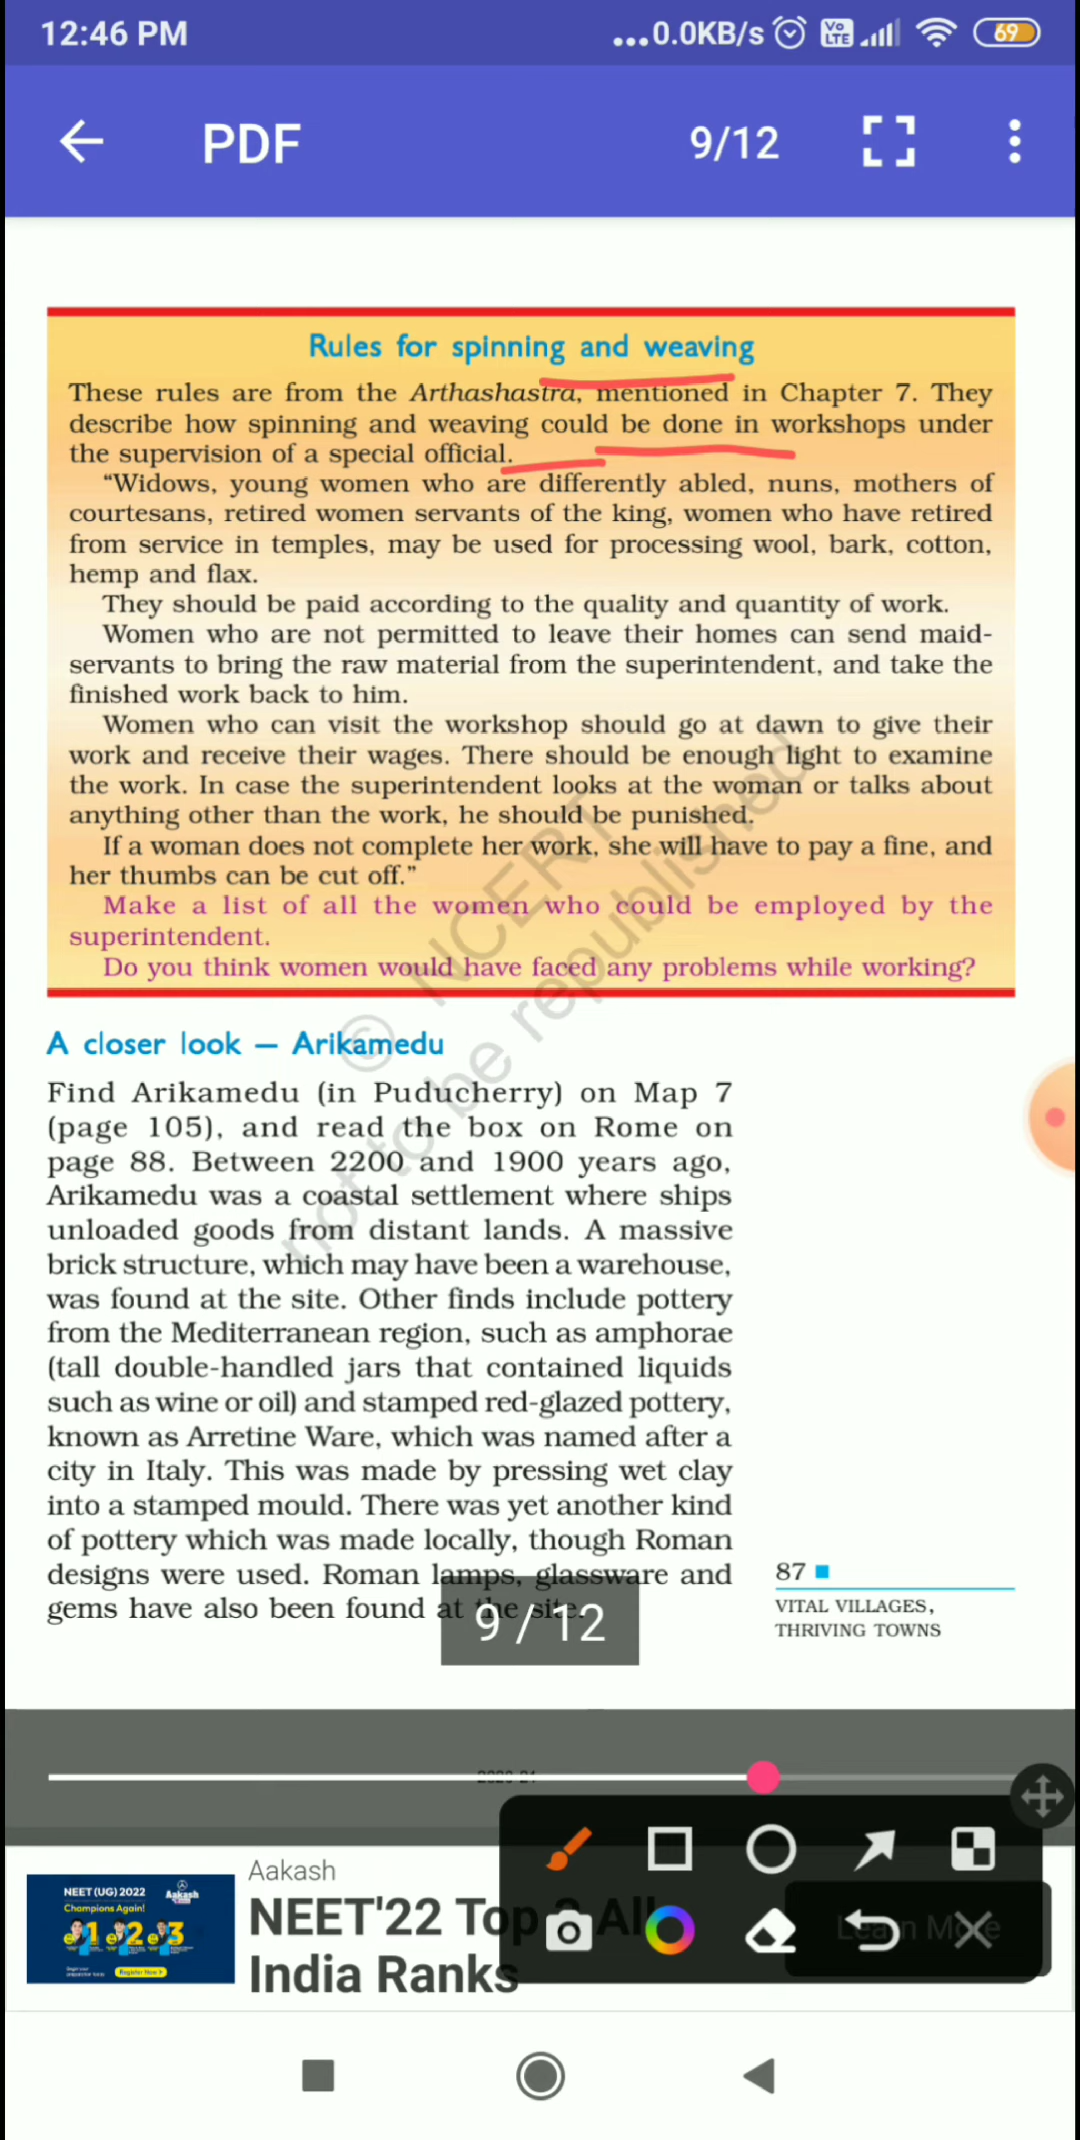 12:46 PM
...0.0KB/s
Vo LTE
69
PDF
9/12
Rules for spinning and weaving
These rules are from the Arthashastra, mentioned in Chapter 7. They
describe how spinning and weaving could be done in workshops under
the supervision of a special official.
“Widows, young women who are differently abled, nuns, mothers of
courtesans, retired women servants of the king, women who have retired
from service in temples, may be used for processing wool, bark, cotton,
hemp and flax.
They should be paid according to the quality and quantity of work.
Women who are not permitted to leave their homes can send maid-
servants to bring the raw material from the superintendent, and take the
finished work back to him.
Women who can visit the workshop should go at dawn to give their
work and receive their wages. There should be enough light to examine
the work. In case the superintendent looks at the woman or talks about
anything other than the work, he should be punished.
If a woman does not complete her work, she will have to pay a fine, and
her thumbs can be cut off.”
Make a list of all the women who could be employed by the
superintendent.
Do you think women would have faced any problems while working?
© NCERT
not to be republished
A closer look – Arikamedu
Find Arikamedu (in Puducherry) on Map 7
(page 105), and read the box on Rome on
page 88. Between 2200 and 1900 years ago,
Arikamedu was a coastal settlement where ships
unloaded goods from distant lands. A massive
brick structure, which may have been a warehouse,
was found at the site. Other finds include pottery
from the Mediterranean region, such as amphorae
(tall double-handled jars that contained liquids
such as wine or oil) and stamped red-glazed pottery,
known as Arretine Ware, which was named after a
city in Italy. This was made by pressing wet clay
into a stamped mould. There was yet another kind
of pottery which was made locally, though Roman
designs were used. Roman lamps, glassware and
gems have also been found at the site.
9 / 12
87
VITAL VILLAGES,
THRIVING TOWNS
2020-21
NEET (UG) 2022
Aakash
Champions Again!
1 2 3
Register Now >
Aakash
NEET'22 Top 3 All
India Ranks
Learn More